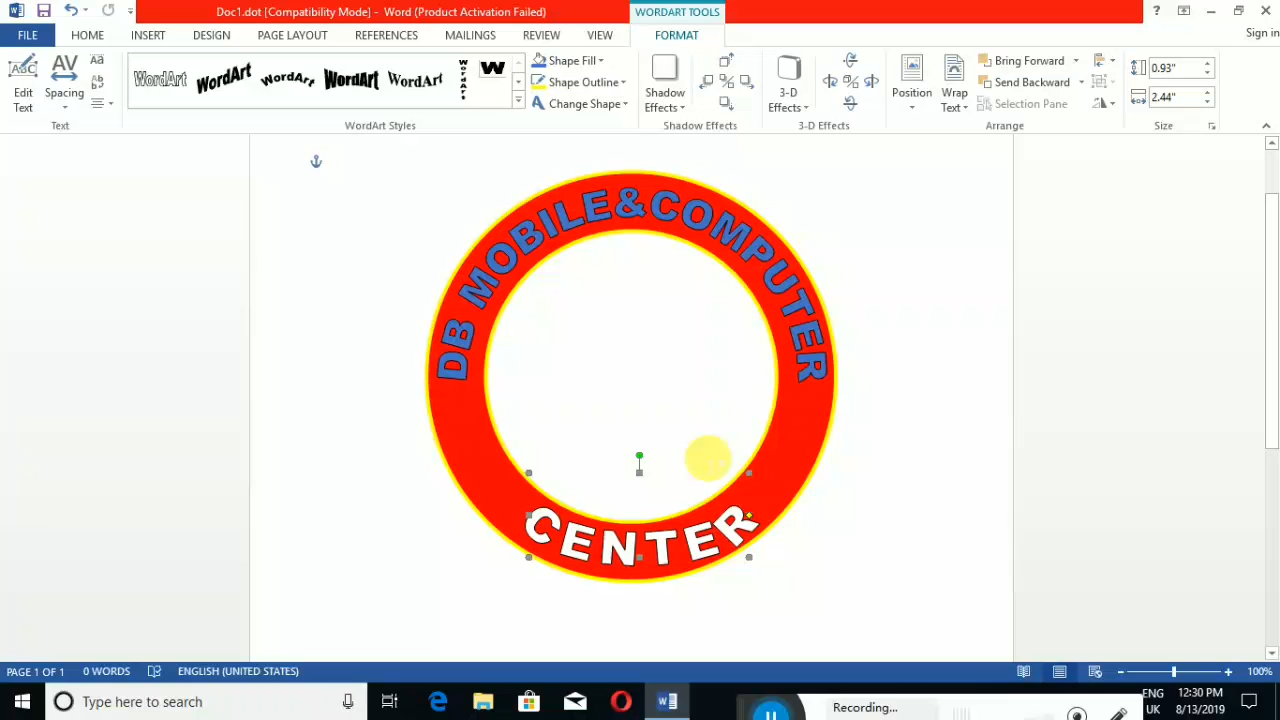 Doc1.dot [Compatibility Mode] - Word (Product Activation Failed)
WORDART TOOLS
?
FILE
HOME
INSERT
DESIGN
PAGE LAYOUT
REFERENCES
MAILINGS
REVIEW
VIEW
FORMAT
Sign in
Edit Text
Spacing
Aa
WordArt
WordArt
WordArt
WordArt
WordArt
WordArt
W
Shape Fill
Shape Outline
Change Shape
Shadow Effects
3-D Effects
Position
Wrap Text
Bring Forward
Send Backward
Selection Pane
0.93"
2.44"
Text
WordArt Styles
Shadow Effects
3-D Effects
Arrange
Size
DB MOBILE&COMPUTER
CENTER
PAGE 1 OF 1
0 WORDS
ENGLISH (UNITED STATES)
100%
Type here to search
Recording...
ENG
UK
12:30 PM
8/13/2019